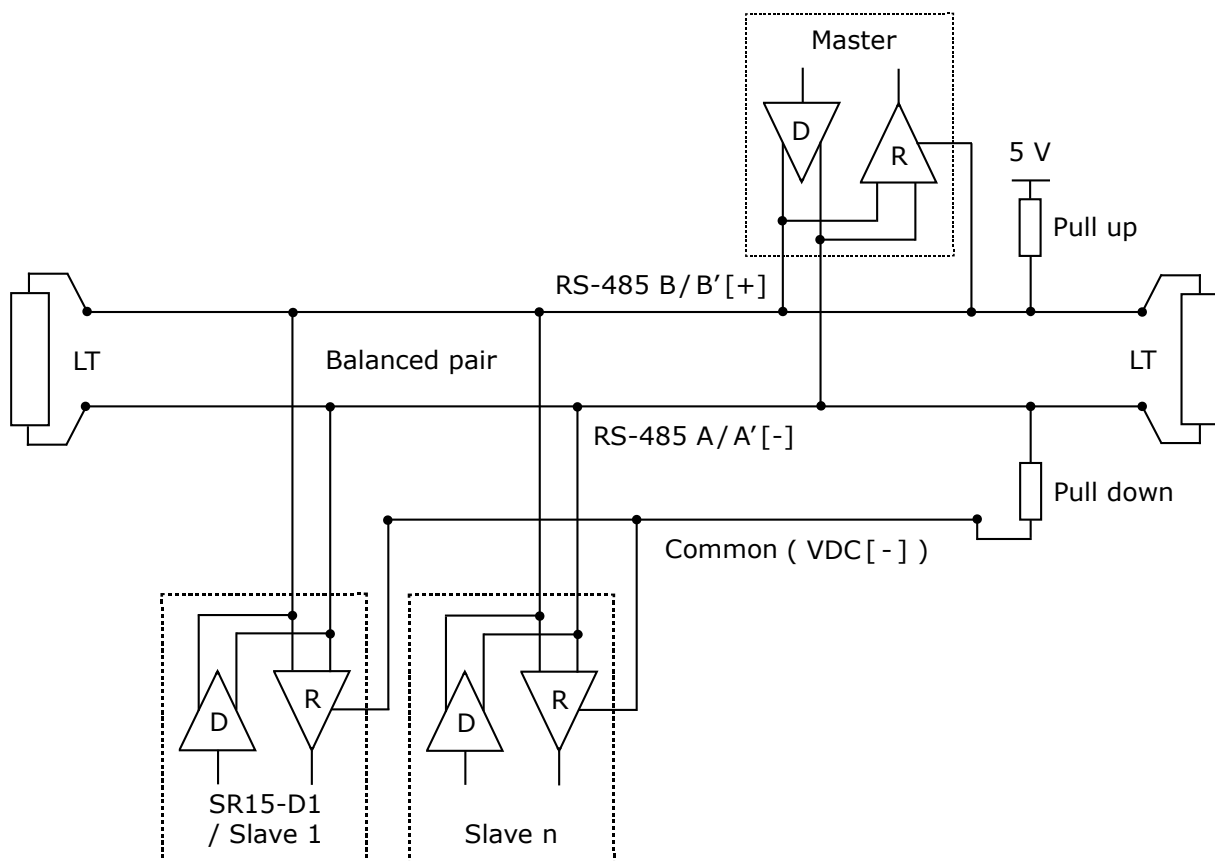 Master
D
R
5 V
Pull up
RS-485 B/B’[+]
LT
Balanced pair
LT
RS-485 A/A’[-]
Pull down
Common ( VDC[-] )
D
R
D
R
SR15-D1
/ Slave 1
Slave n